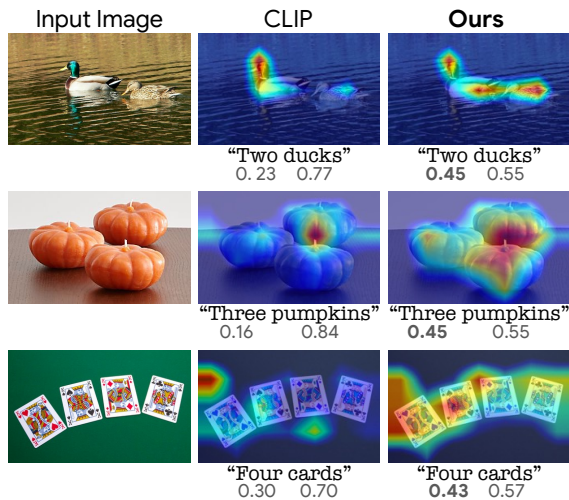 Input Image CLIP Ours
“Two ducks” “Two ducks”
0. 23 0.77 0.45 0.55
“Three pumpkins” “Three pumpkins”
0.16 0.84 0.45 0.55
“Four cards” “Four cards”
0.30 0.70 0.43 0.57